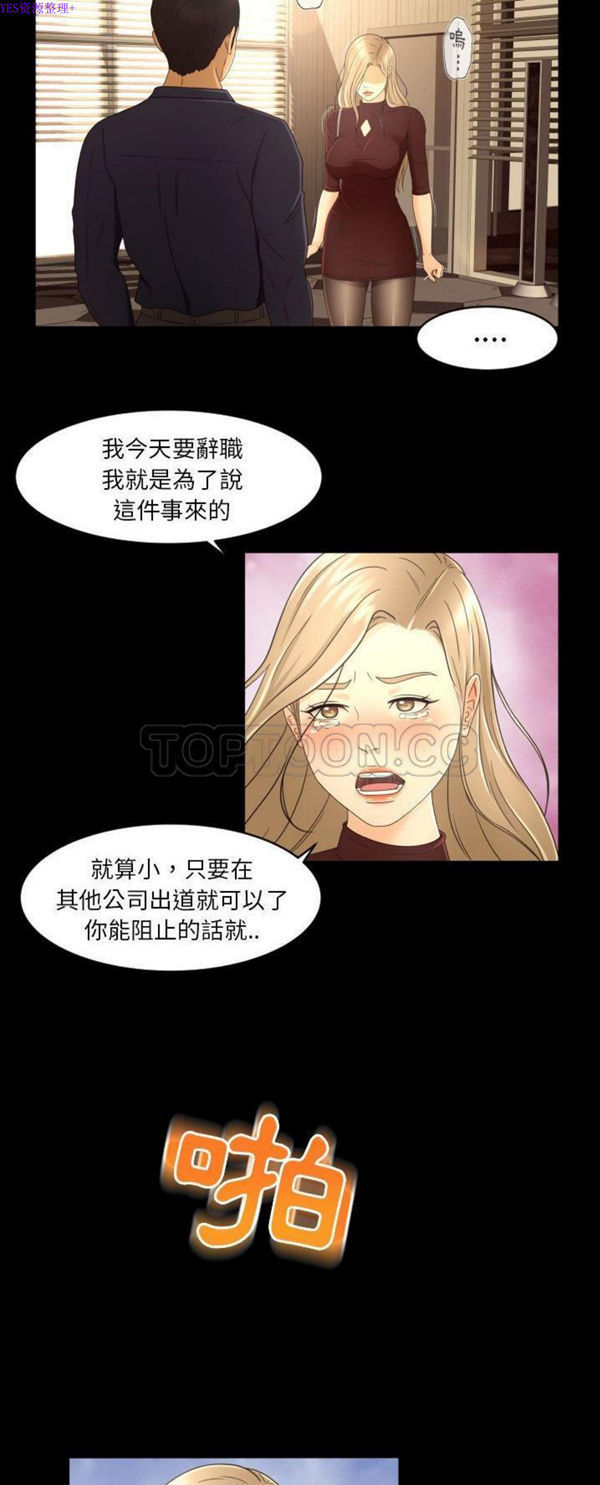 YES资源整理+
嗚
⋮
....
我今天要辭職
我就是為了說
這件事來的
TOPTOON.CC
就算小，只要在
其他公司出道就可以了
你能阻止的話就..
啪